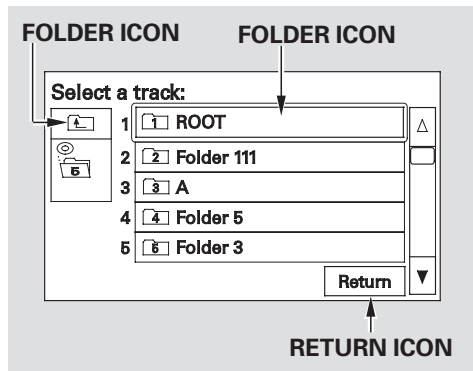 FOLDER ICON FOLDER ICON
Select a track:
1 1 ROOT
2 2 Folder 111
5
3 3 A
4 4 Folder 5
5 5 Folder 3
Return
RETURN ICON